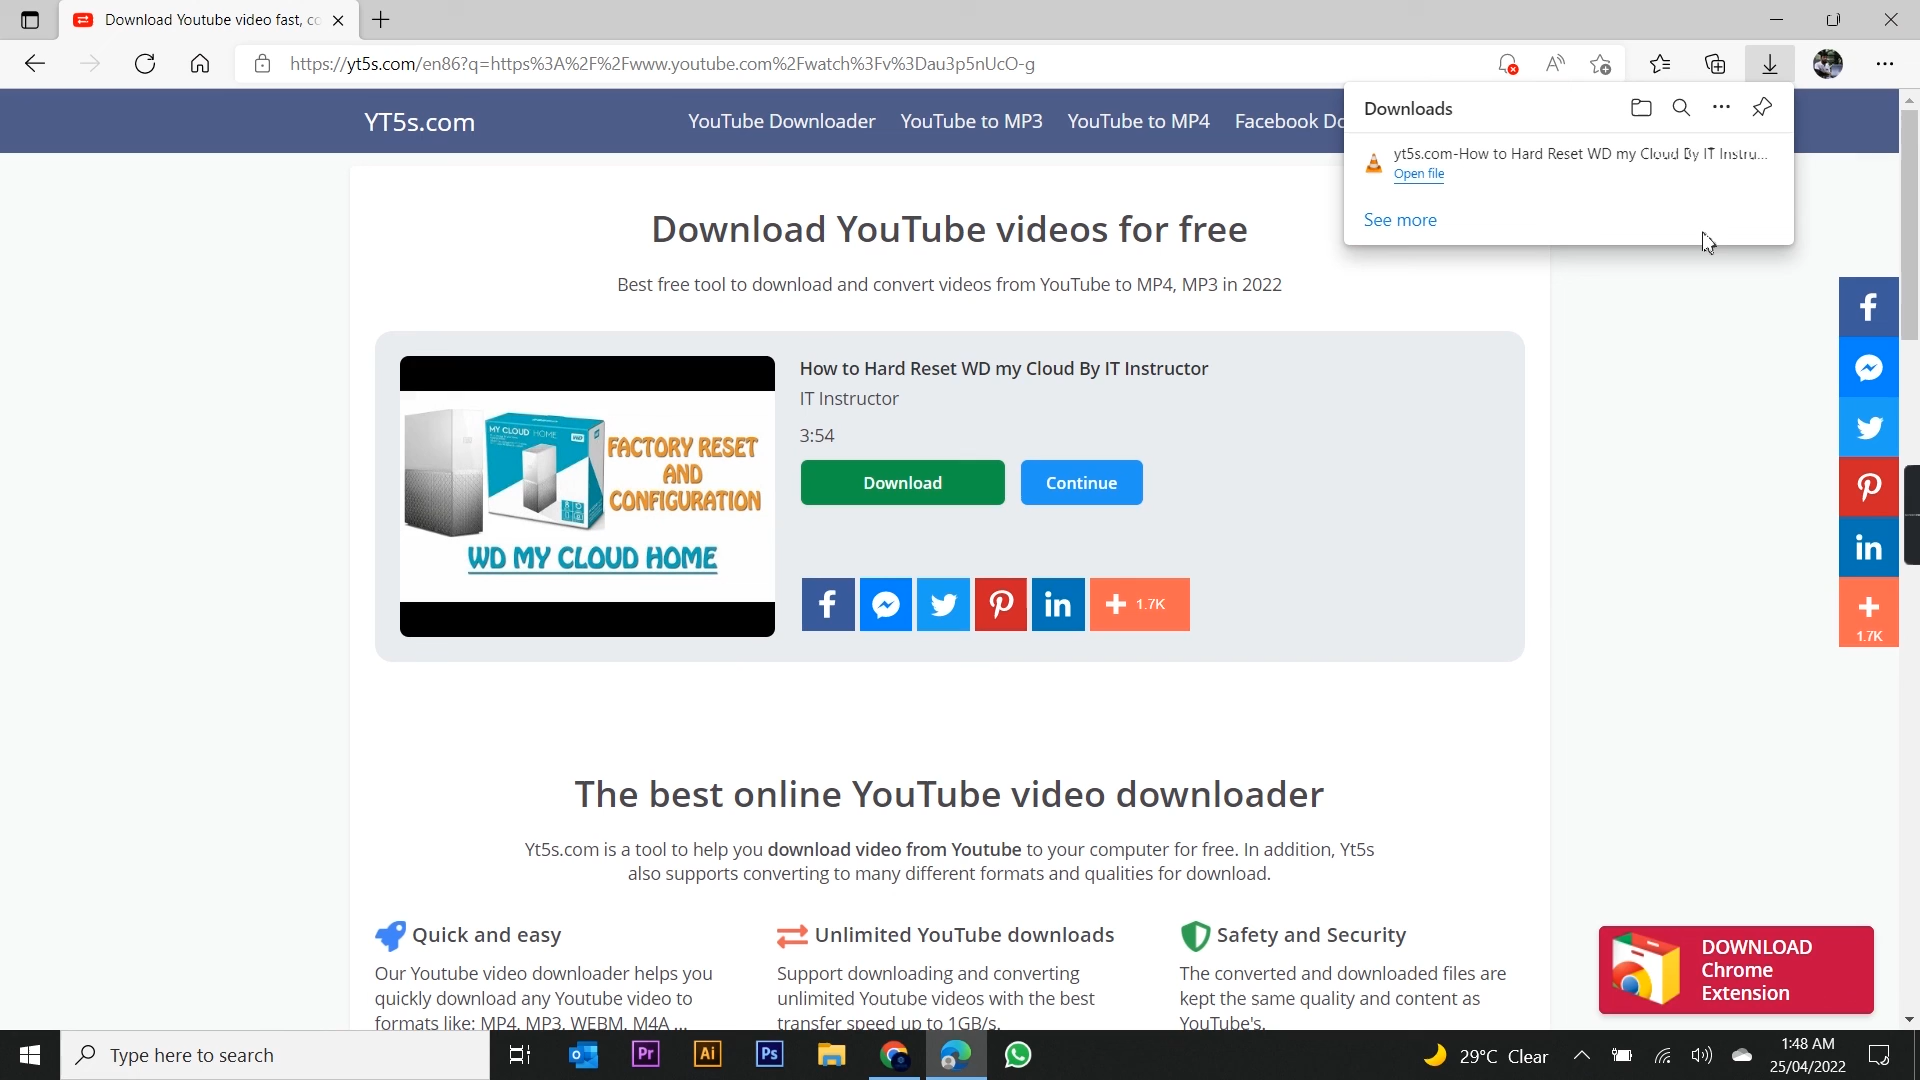 Download Youtube video fast, co
https://yt5s.com/en86?q=https%3A%2F%2Fwww.youtube.com%2Fwatch%3Fv%3Dau3p5nUcO-g
YT5s.com
YouTube Downloader
YouTube to MP3
YouTube to MP4
Facebook Do
Downloads
yt5s.com-How to Hard Reset WD my Cloud By IT Instru...
Open file
See more
Download YouTube videos for free
Best free tool to download and convert videos from YouTube to MP4, MP3 in 2022
MY CLOUD HOME
FACTORY RESET
AND
CONFIGURATION
WD MY CLOUD HOME
How to Hard Reset WD my Cloud By IT Instructor
IT Instructor
3:54
Download
Continue
1.7K
1.7K
The best online YouTube video downloader
Yt5s.com is a tool to help you download video from Youtube to your computer for free. In addition, Yt5s
also supports converting to many different formats and qualities for download.
Quick and easy
Our Youtube video downloader helps you
quickly download any Youtube video to
formats like: MP4, MP3, WEBM, M4A ...
Unlimited YouTube downloads
Support downloading and converting
unlimited Youtube videos with the best
transfer speed up to 1GB/s.
Safety and Security
The converted and downloaded files are
kept the same quality and content as
YouTube's.
DOWNLOAD
Chrome
Extension
Type here to search
Pr
Ai
Ps
29°C Clear
1:48 AM
25/04/2022